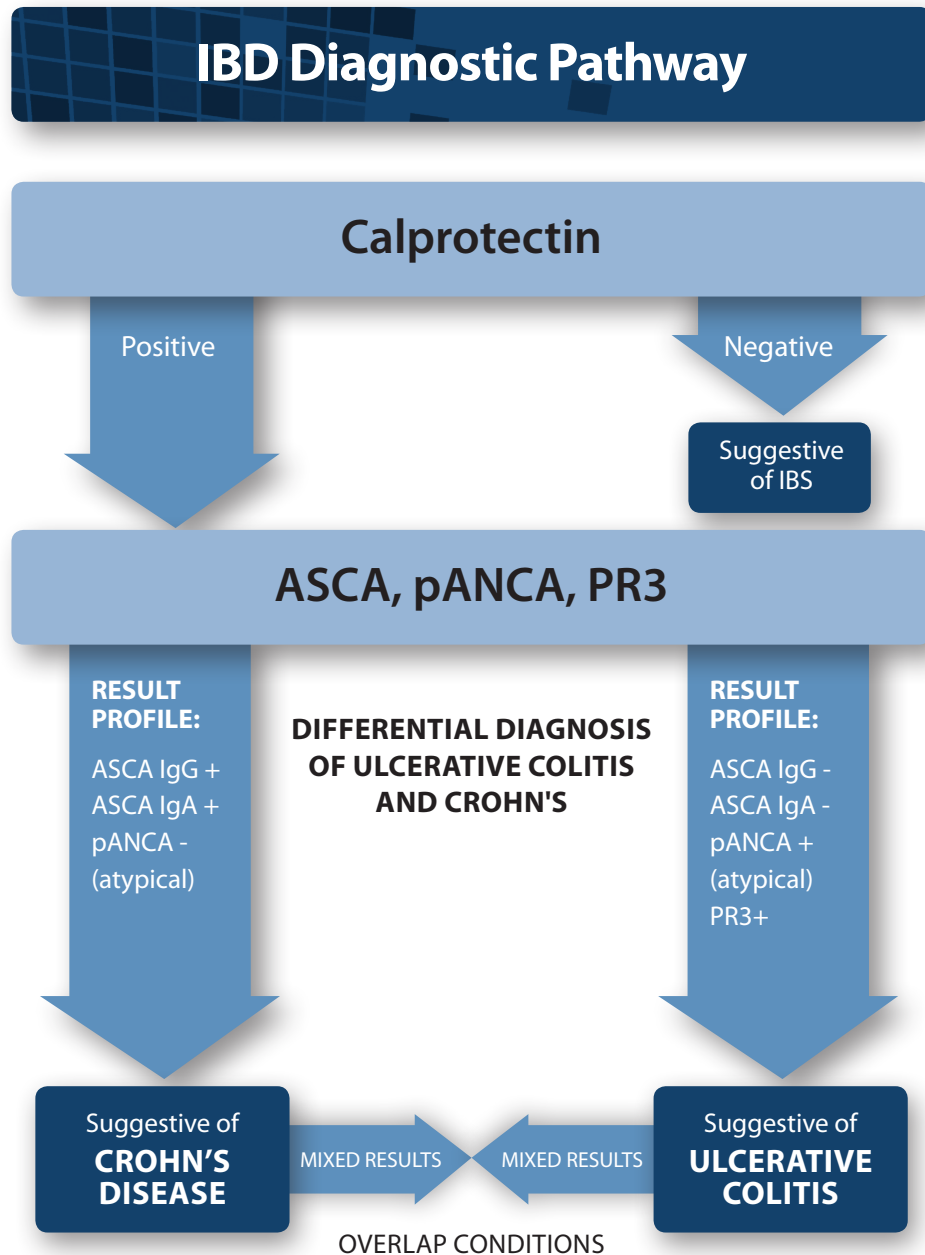 IBD Diagnostic Pathway
Calprotectin
Positive
Negative
Suggestive
of IBS
ASCA, pANCA, PR3
RESULT
PROFILE:
ASCA IgG +
ASCA IgA +
pANCA -
(atypical)
DIFFERENTIAL DIAGNOSIS
OF ULCERATIVE COLITIS
AND CROHN'S
RESULT
PROFILE:
ASCA IgG -
ASCA IgA -
pANCA +
(atypical)
PR3+
Suggestive of
CROHN’S
DISEASE
MIXED RESULTS
MIXED RESULTS
Suggestive of
ULCERATIVE
COLITIS
OVERLAP CONDITIONS